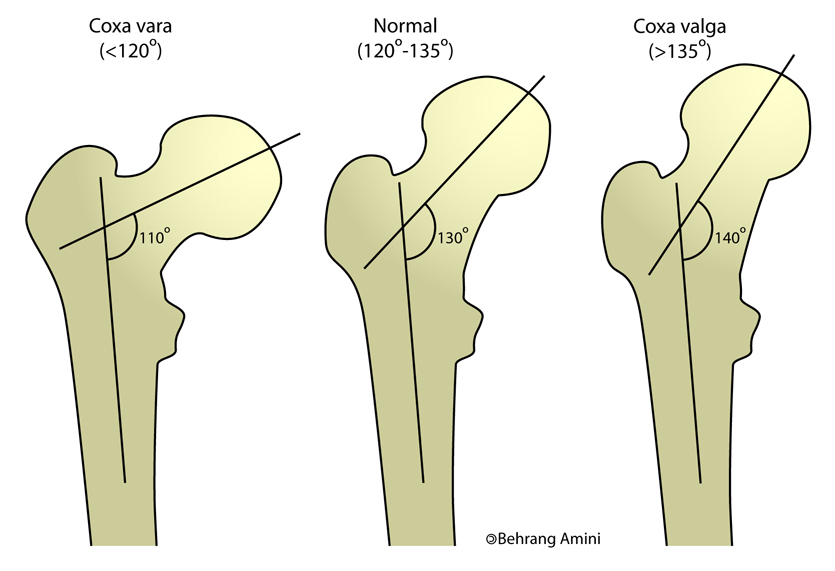 Coxa vara
(<120°)
Normal
(120°-135°)
Coxa valga
(>135°)
110°
130°
140°
©Behrang Amini